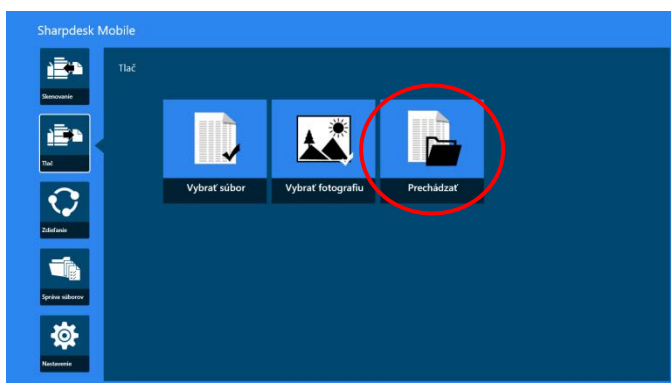 Sharpdesk Mobile
Skenovanie
Tlač
Zdieľanie
Správa súborov
Nastavenie
Tlač
Vybrať súbor
Vybrať fotografiu
Prechádzať